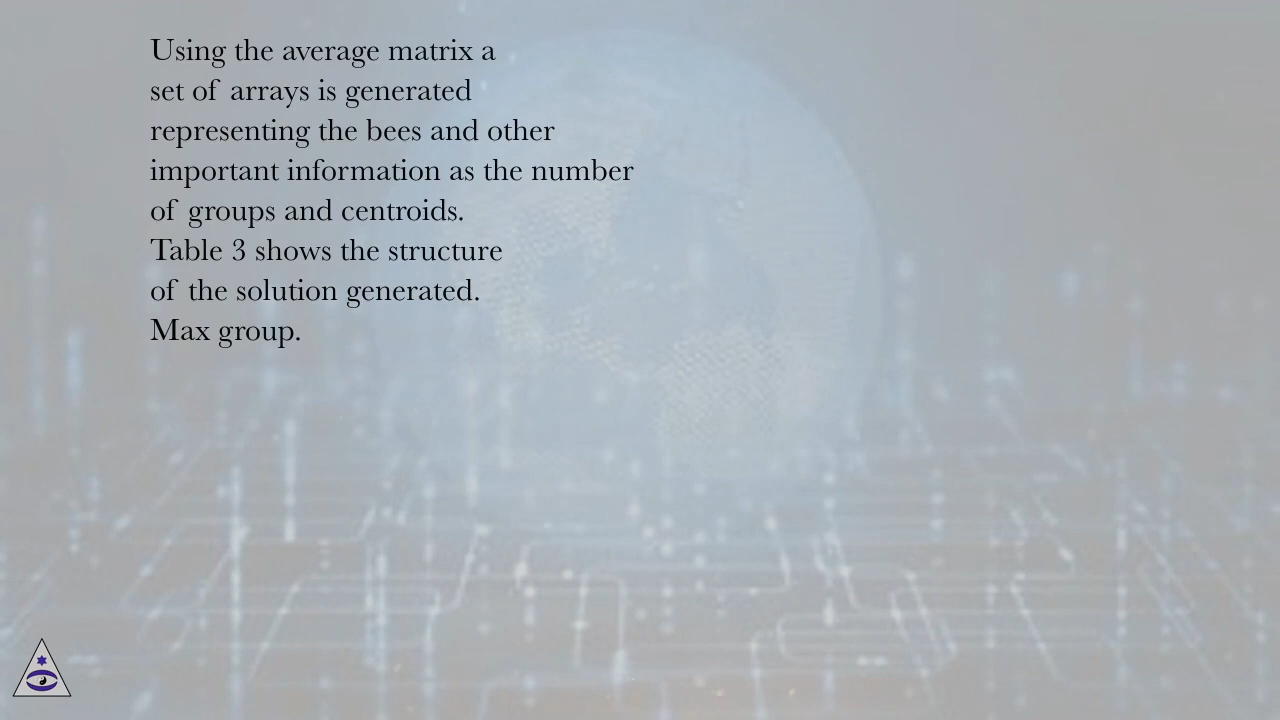 Using the average matrix a
set of arrays is generated
representing the bees and other
important information as the number
of groups and centroids.
Table 3 shows the structure
of the solution generated.
Max group.